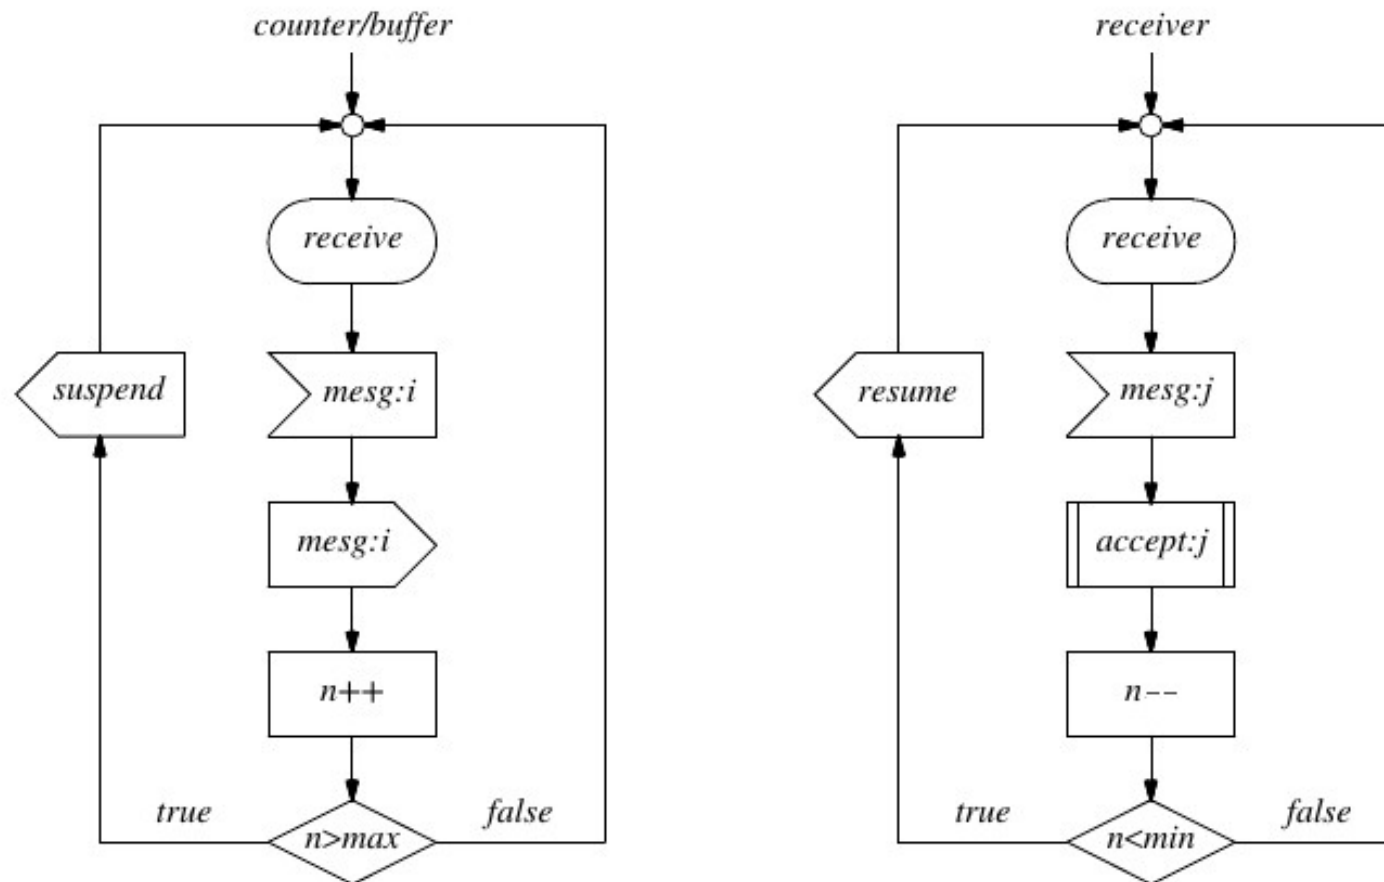 counter/buffer
receive
suspend
mesg:i
mesg:i
n++
true
false
n>max
receiver
receive
resume
mesg:j
accept:j
n--
true
false
n<min